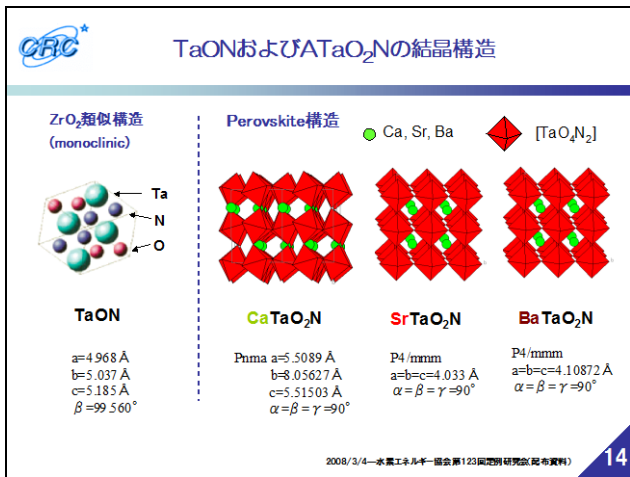 CRC
TaONおよびATaO₂Nの結晶構造
ZrO₂類似構造
(monoclinic)
Perovskite構造
Ca, Sr, Ba
[TaO₄N₂]
Ta
N
O
TaON
a=4.968 Å
b=5.037 Å
c=5.185 Å
β=99.560°
CaTaO₂N
Pnma a=5.5089 Å
b=8.05627 Å
c=5.51503 Å
α=β=γ=90°
SrTaO₂N
P4/mmm
a=b=c=4.033 Å
α=β=γ=90°
BaTaO₂N
P4/mmm
a=b=c=4.10872 Å
α=β=γ=90°
2008/3/4―水素エネルギー協会第123回定例研究会(配布資料)
14